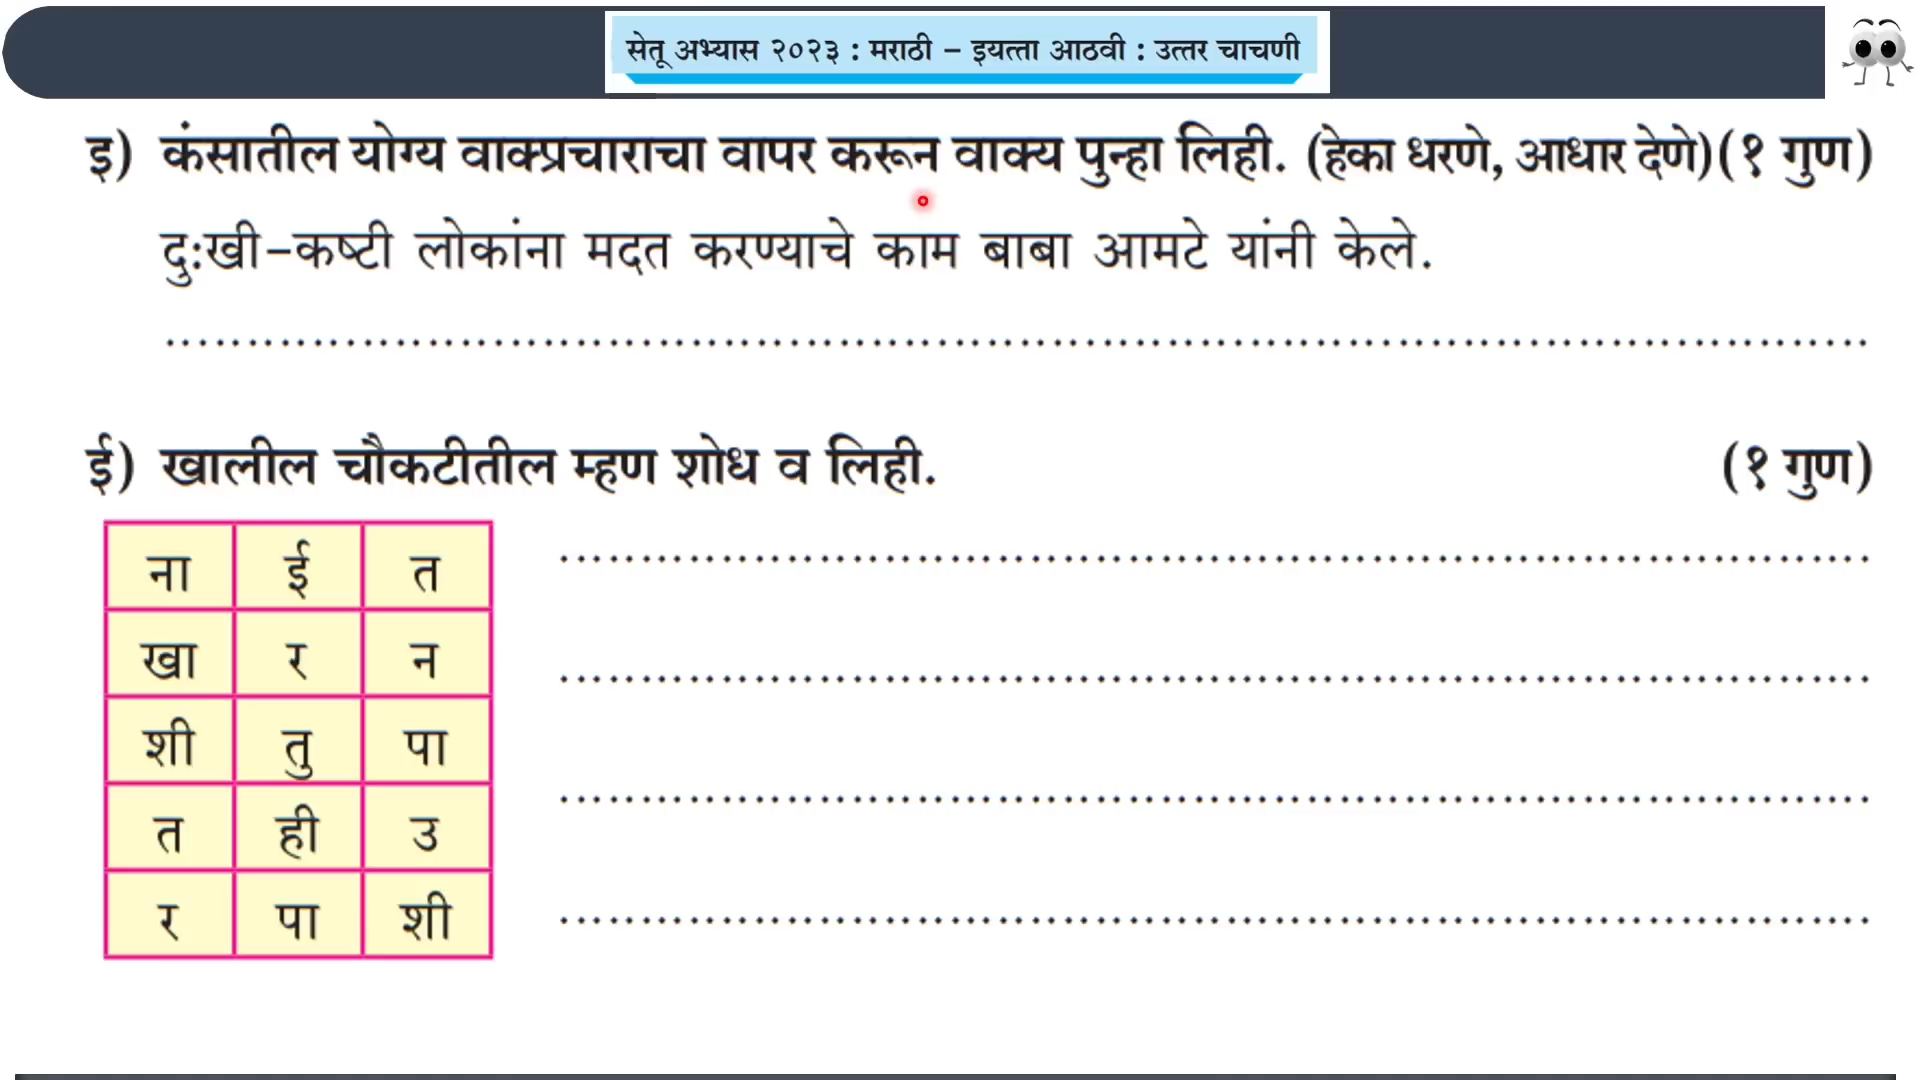 सेतू अभ्यास २०२३ : मराठी – इयत्ता आठवी : उत्तर चाचणी
इ) कंसातील योग्य वाक्प्रचाराचा वापर करून वाक्य पुन्हा लिही. (हेका धरणे, आधार देणे)(१ गुण)
दुःखी-कष्टी लोकांना मदत करण्याचे काम बाबा आमटे यांनी केले.
ई) खालील चौकटीतील म्हण शोध व लिही. (१ गुण)
ना ई त
खा र न
शी तु पा
त ही उ
र पा शी